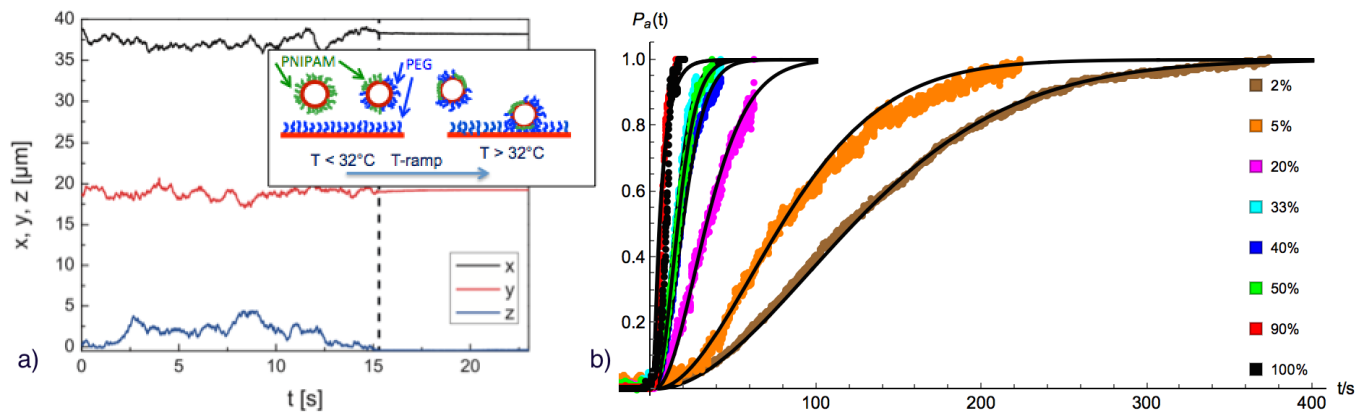 40
35
30
25
20
15
10
5
0
x, y, z [µm]
0 5 10 15 20
t [s]
a)
PNIPAM PEG
T < 32°C T-ramp T > 32°C
x
y
z
b)
Pₐ(t)
1.0
0.8
0.6
0.4
0.2
0 100 200 300 400 t/s
2%
5%
20%
33%
40%
50%
90%
100%